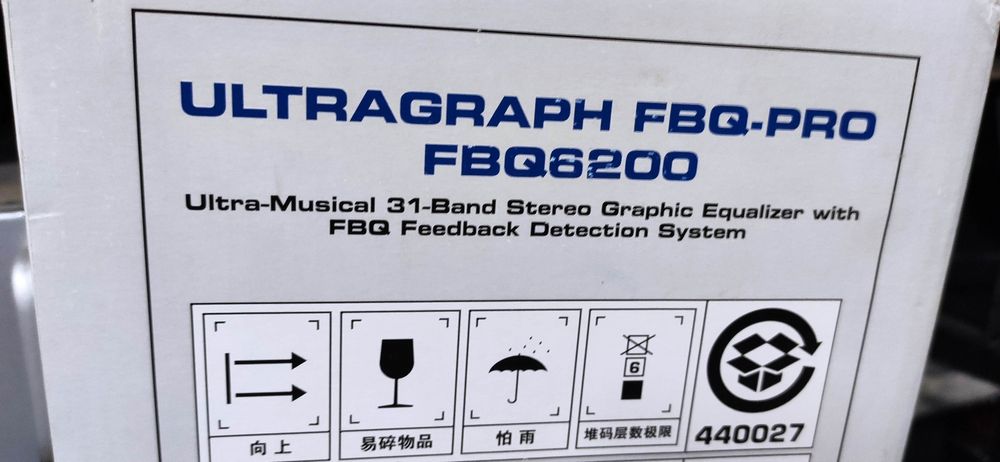 ULTRAGRAPH FBQ-PRO
FBQ6200
Ultra-Musical 31-Band Stereo Graphic Equalizer with
FBQ Feedback Detection System
6
向上
易碎物品
怕雨
堆码层数极限
440027